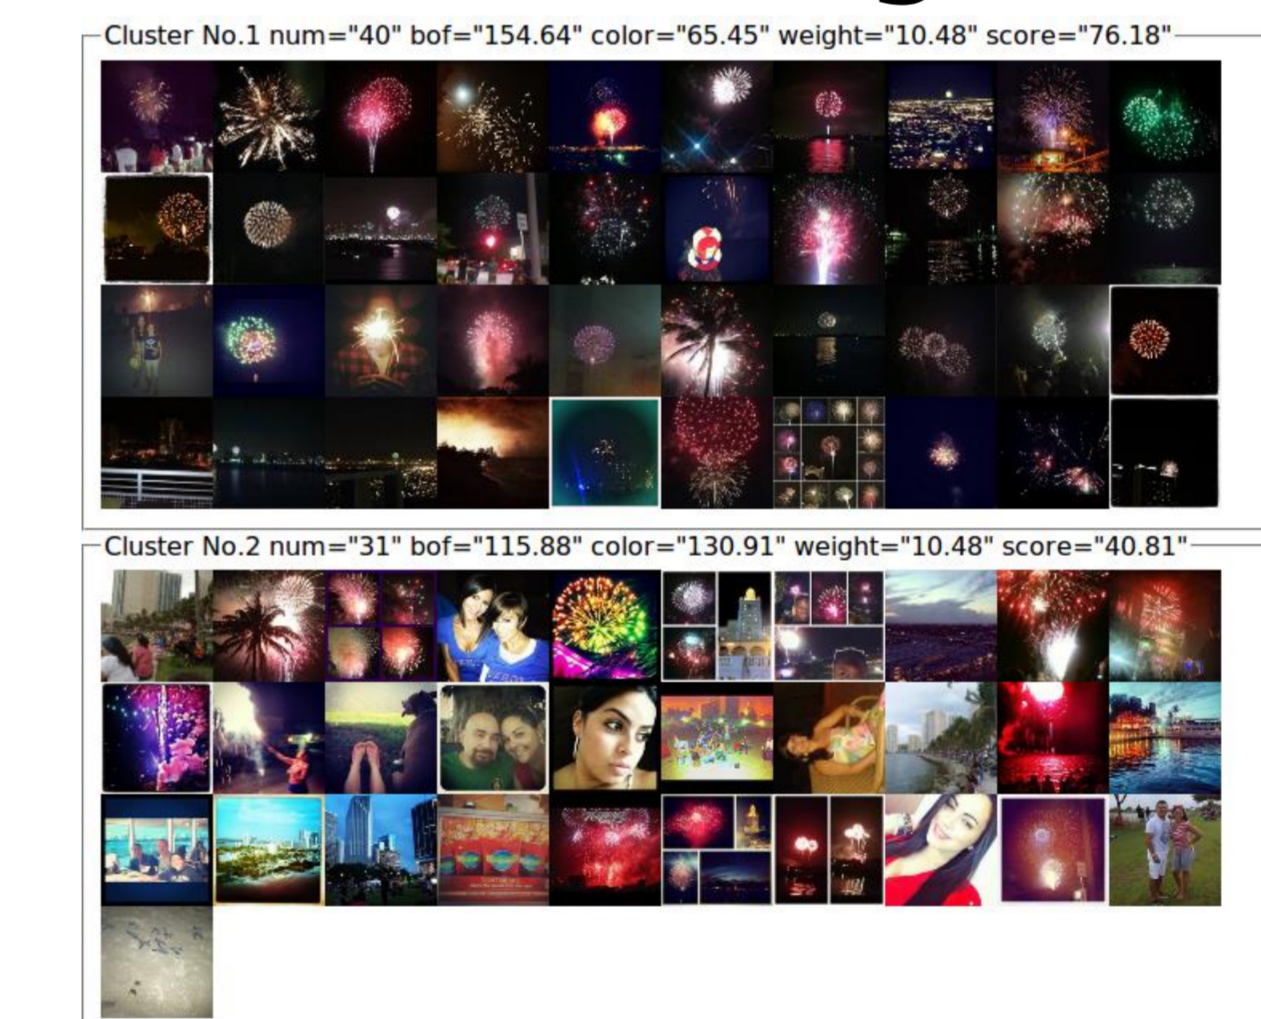 Cluster No.1 num="40" bof="154.64" color="65.45" weight="10.48" score="76.18"
Cluster No.2 num="31" bof="115.88" color="130.91" weight="10.48" score="40.81"